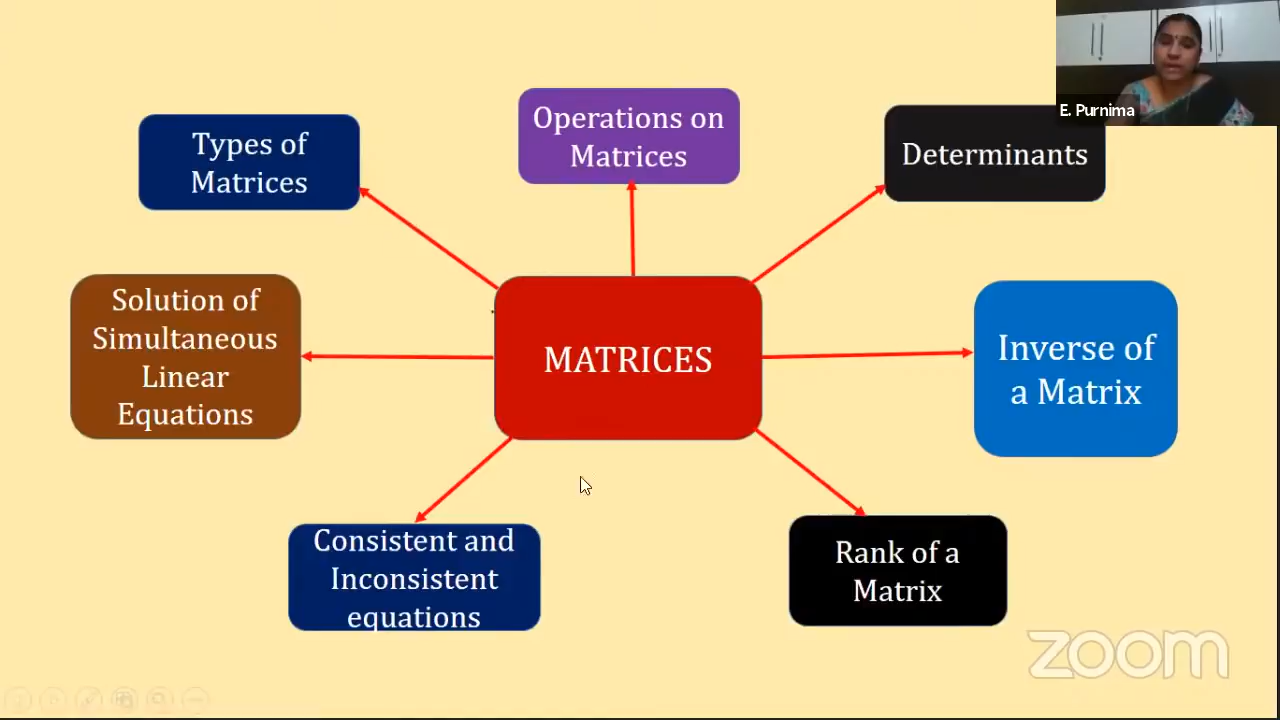 E. Purnima
Operations on
Matrices
Types of
Matrices
Determinants
Solution of
Simultaneous
Linear
Equations
MATRICES
Inverse of
a Matrix
Consistent and
Inconsistent
equations
Rank of a
Matrix
zoom